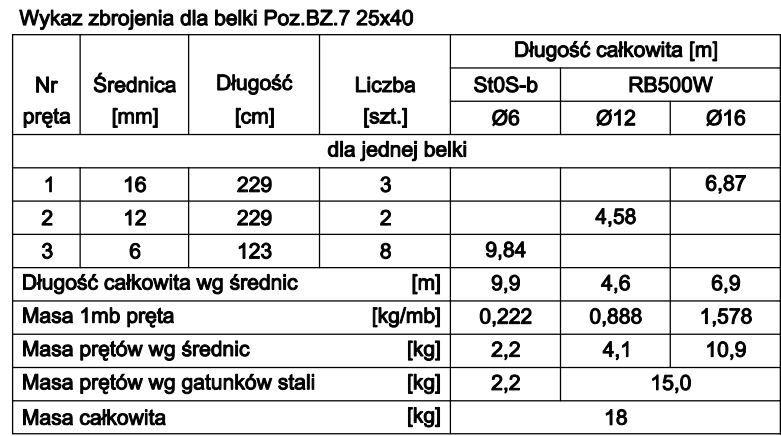 Wykaz zbrojenia dla belki Poz.BZ.7 25x40
Długość całkowita [m]
Nr Średnica Długość Liczba St0S-b RB500W
pręta [mm] [cm] [szt.] Ø6 Ø12 Ø16
dla jednej belki
1 16 229 3 6,87
2 12 229 2 4,58
3 6 123 8 9,84
Długość całkowita wg średnic [m] 9,9 4,6 6,9
Masa 1mb pręta [kg/mb] 0,222 0,888 1,578
Masa prętów wg średnic [kg] 2,2 4,1 10,9
Masa prętów wg gatunków stali [kg] 2,2 15,0
Masa całkowita [kg] 18